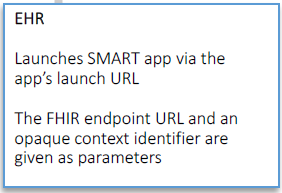 EHR
Launches SMART app via the
app's launch URL
The FHIR endpoint URL and an
opaque context identifier are
given as parameters